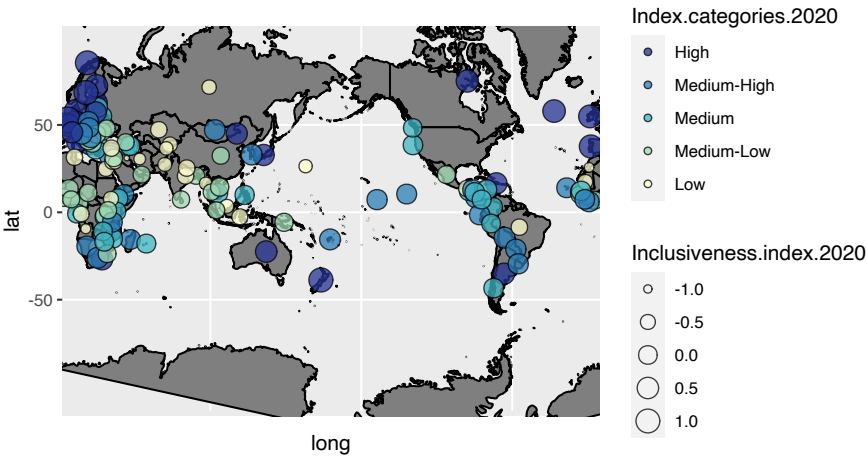 Index.categories.2020
High
Medium-High
Medium
Medium-Low
Low
Inclusiveness.index.2020
-1.0
-0.5
0.0
0.5
1.0
lat
50
0
-50
long